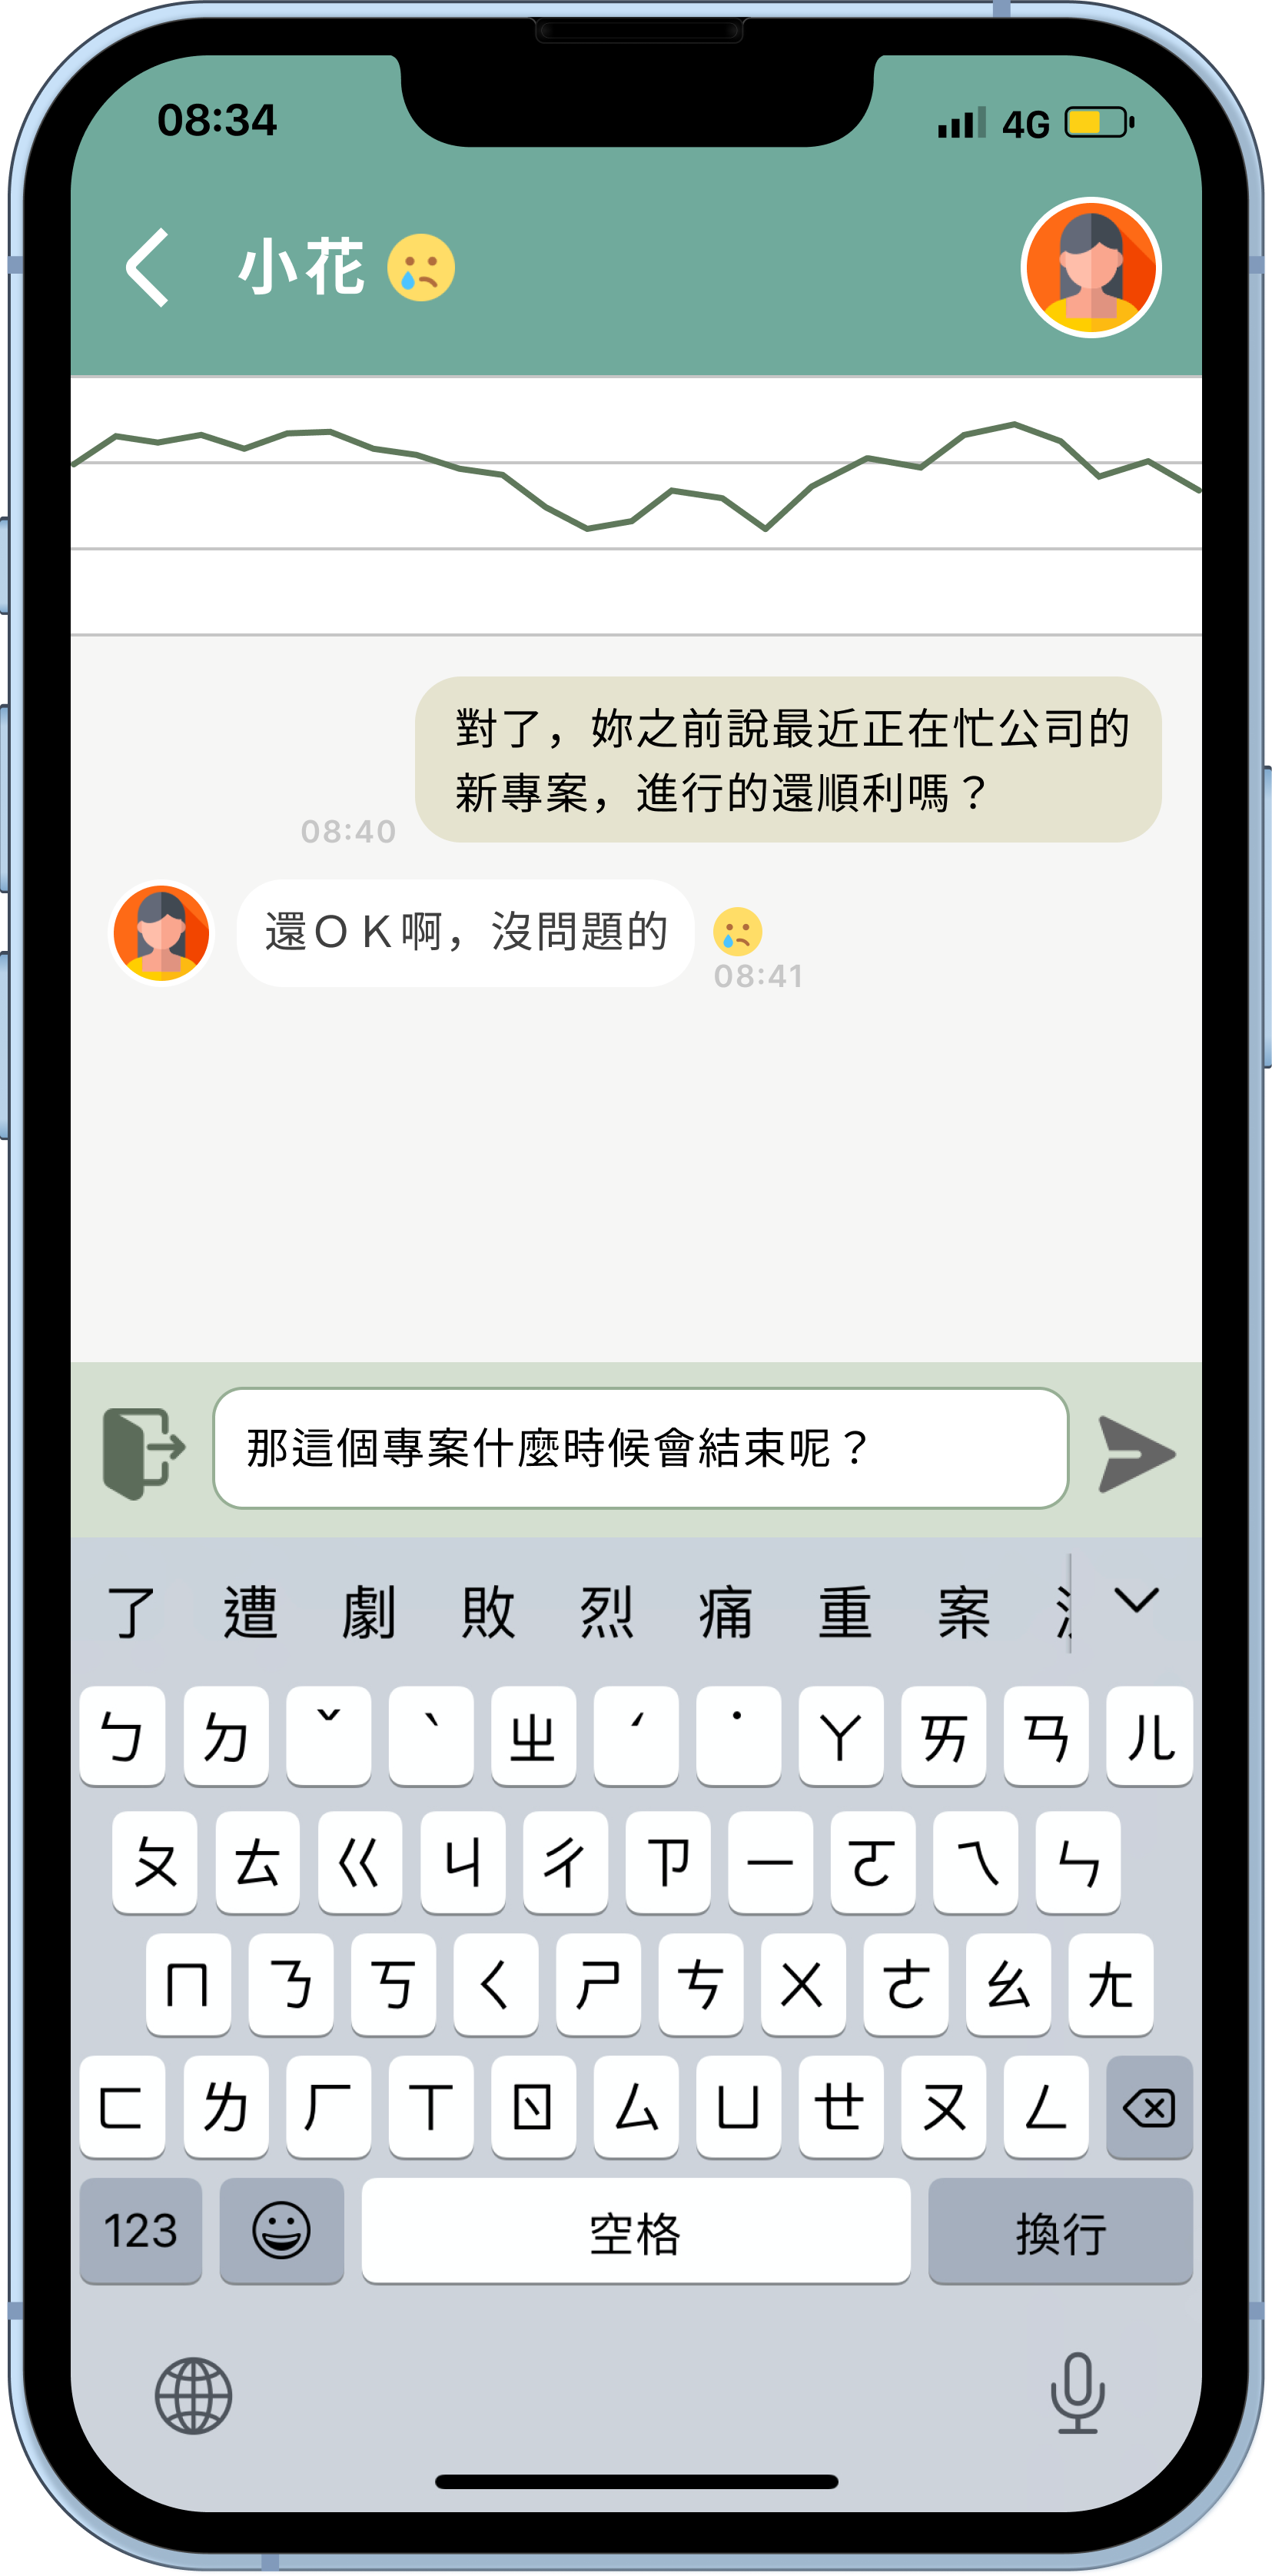 08:34
4G
小花
對了，妳之前說最近正在忙公司的
新專案，進行的還順利嗎？
08:40
還ＯＫ啊，沒問題的
08:41
那這個專案什麼時候會結束呢？
了 遭 劇 敗 烈 痛 重 案
ㄅ ㄉ ˇ ˋ ㄓ ˊ ˙ ㄚ ㄞ ㄢ ㄦ
ㄆ ㄊ ㄍ ㄐ ㄔ ㄗ ㄧ ㄛ ㄟ ㄣ
ㄇ ㄋ ㄎ ㄑ ㄕ ㄘ ㄨ ㄜ ㄠ ㄤ
ㄈ ㄌ ㄏ ㄒ ㄖ ㄙ ㄩ ㄝ ㄡ ㄥ
123 空格 換行